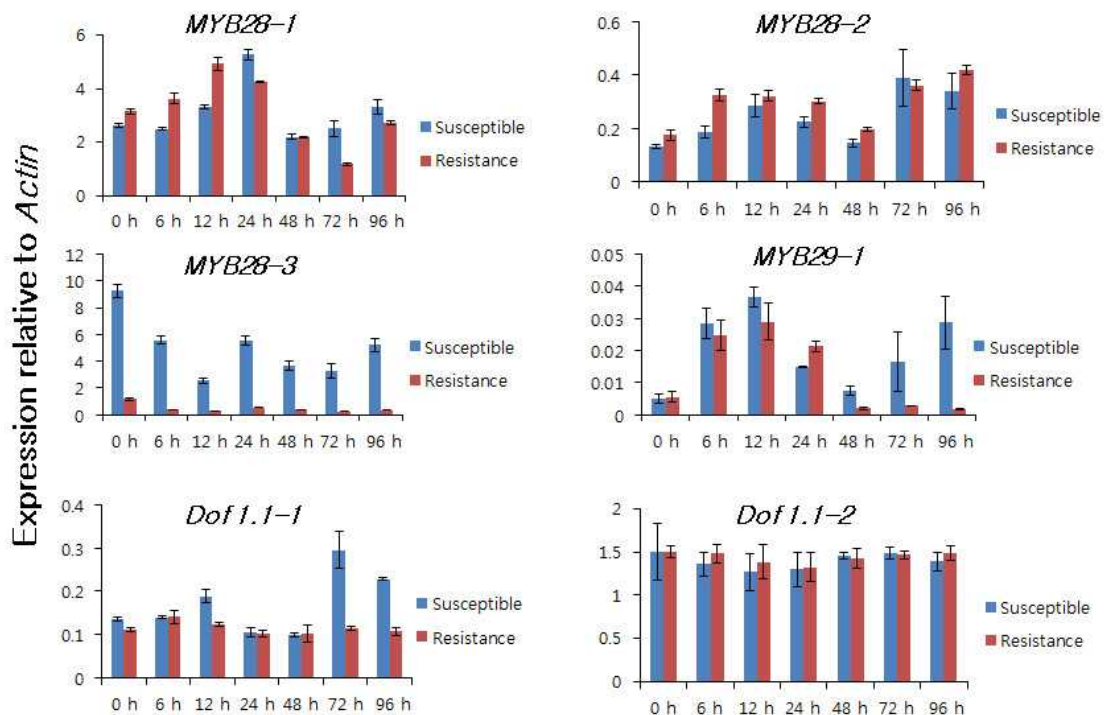 Expression relative to Actiin
MYB28-1
6
4
2
0
0 h 6 h 12 h 24 h 48 h 72 h 96 h
Susceptible
Resistance
MYB28-2
0.6
0.4
0.2
0
0 h 6 h 12 h 24 h 48 h 72 h 96 h
Susceptible
Resistance
MYB28-3
12
10
8
6
4
2
0
0 h 6 h 12 h 24 h 48 h 72 h 96 h
Susceptible
Resistance
MYB29-1
0.05
0.04
0.03
0.02
0.01
0
0 h 6 h 12 h 24 h 48 h 72 h 96 h
Susceptible
Resistance
Dof1.1-1
0.4
0.3
0.2
0.1
0
0 h 6 h 12 h 24 h 48 h 72 h 96 h
Susceptible
Resistance
Dof1.1-2
2
1.5
1
0.5
0
0 h 6 h 12 h 24 h 48 h 72 h 96 h
Susceptible
Resistance